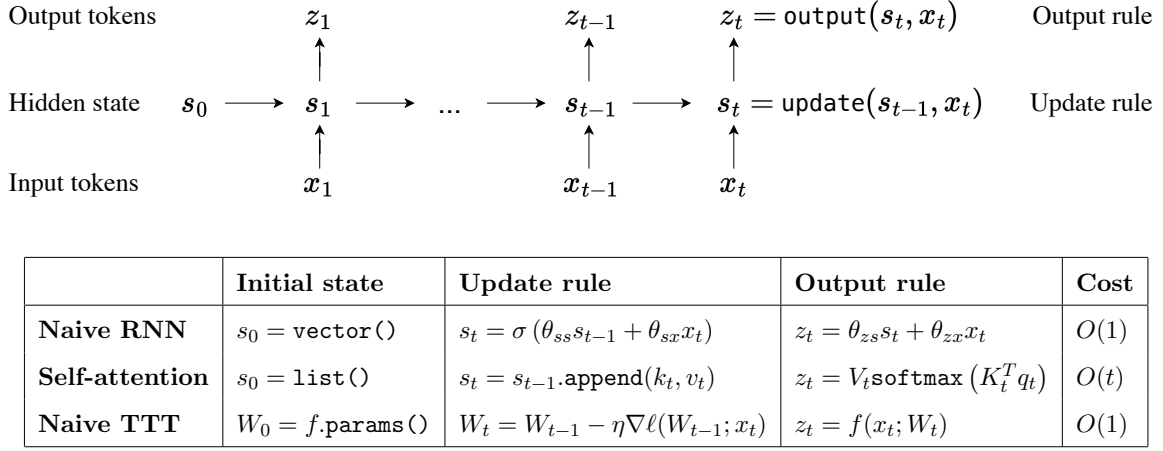 Output tokens z_1 z_{t−1} z_t = output(s_t, x_t) Output rule
Hidden state s_0 s_1 ... s_{t−1} s_t = update(s_{t−1}, x_t) Update rule
Input tokens x_1 x_{t−1} x_t
Initial state Update rule Output rule Cost
Naive RNN s_0 = vector() s_t = σ (θ_{ss}s_{t−1} + θ_{sx}x_t) z_t = θ_{zs}s_t + θ_{zx}x_t O(1)
Self-attention s_0 = list() s_t = s_{t−1}.append(k_t, v_t) z_t = V_t softmax (K_t^T q_t) O(t)
Naive TTT W_0 = f.params() W_t = W_{t−1} − η∇ℓ(W_{t−1}; x_t) z_t = f(x_t; W_t) O(1)